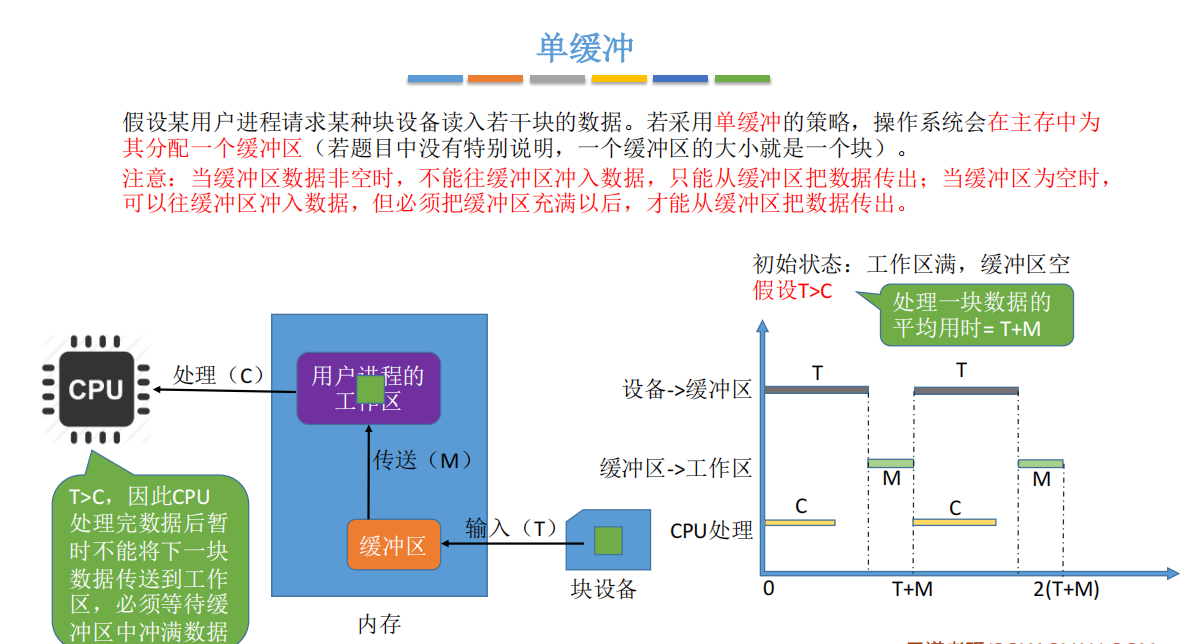 单缓冲
假设某用户进程请求某种块设备读入若干块的数据。若采用单缓冲的策略，操作系统会在主存中为
其分配一个缓冲区（若题目中没有特别说明，一个缓冲区的大小就是一个块）。
注意：当缓冲区数据非空时，不能往缓冲区冲入数据，只能从缓冲区把数据传出；当缓冲区为空时，
可以往缓冲区冲入数据，但必须把缓冲区充满以后，才能从缓冲区把数据传出。
初始状态：工作区满，缓冲区空
假设T>C
处理一块数据的
平均用时= T+M
CPU
处理（C）
用户进程的
工作区
传送（M）
缓冲区
输入（T）
块设备
内存
T>C，因此CPU
处理完数据后暂
时不能将下一块
数据传送到工作
区，必须等待缓
冲区中冲满数据
设备->缓冲区
T
T
缓冲区->工作区
M
M
CPU处理
C
C
0
T+M
2(T+M)